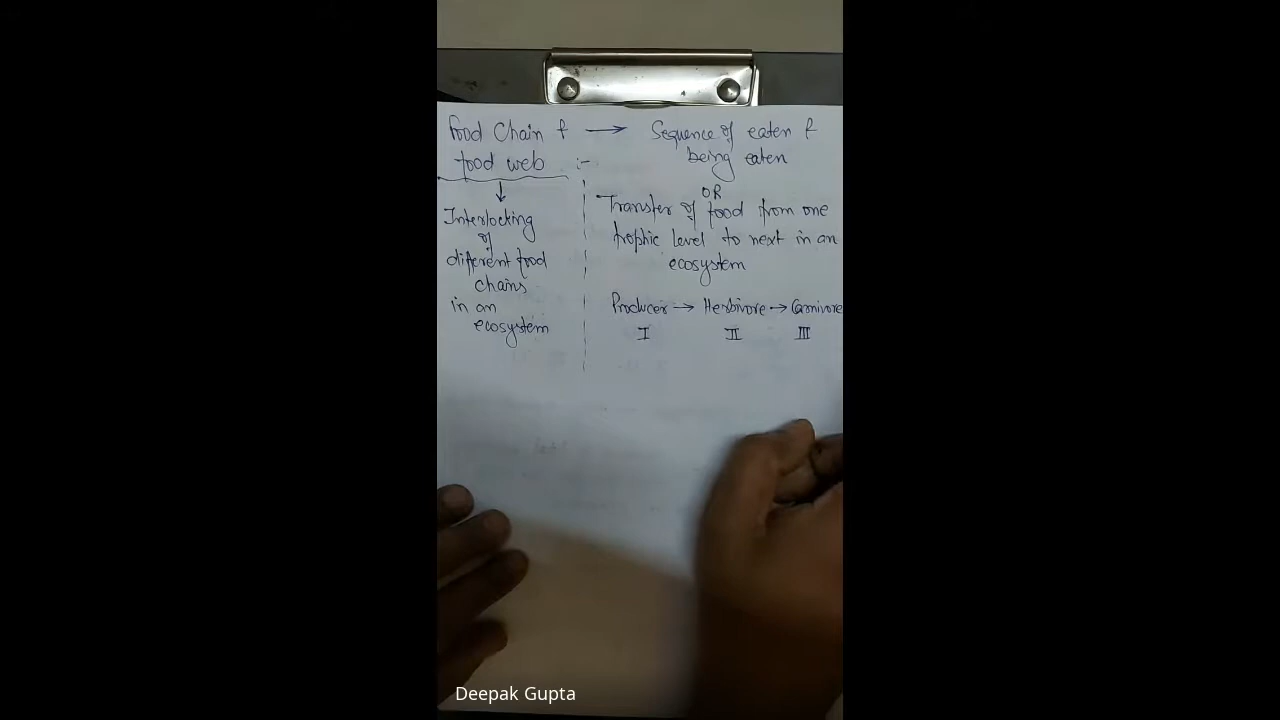 Food Chain & → Sequence of eaten &
food web :- being eaten
↓
Interlocking
of
different food
chains
in an
ecosystem
OR
Transfer of food from one
trophic level to next in an
ecosystem
Producer → Herbivore → Carnivore
I II III
Deepak Gupta